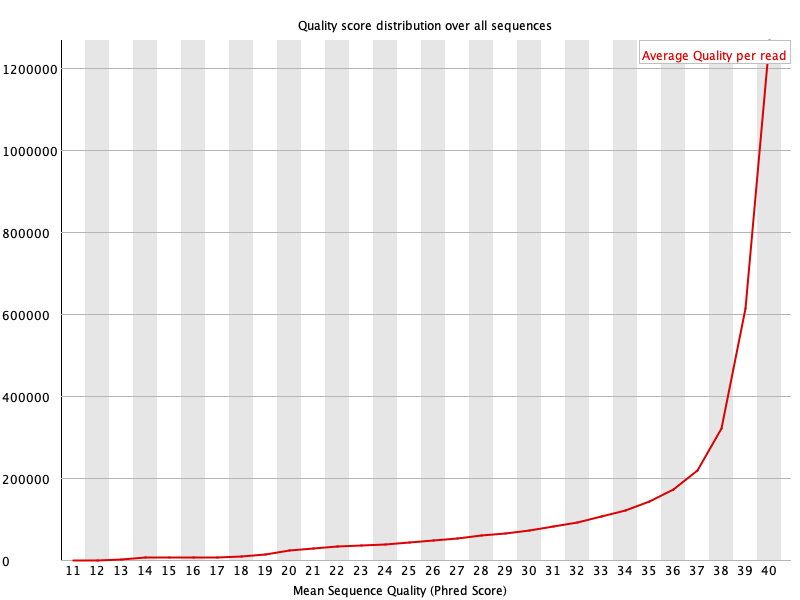 Quality score distribution over all sequences
Average Quality per read
1200000
1000000
800000
600000
400000
200000
0
11 12 13 14 15 16 17 18 19 20 21 22 23 24 25 26 27 28 29 30 31 32 33 34 35 36 37 38 39 40
Mean Sequence Quality (Phred Score)